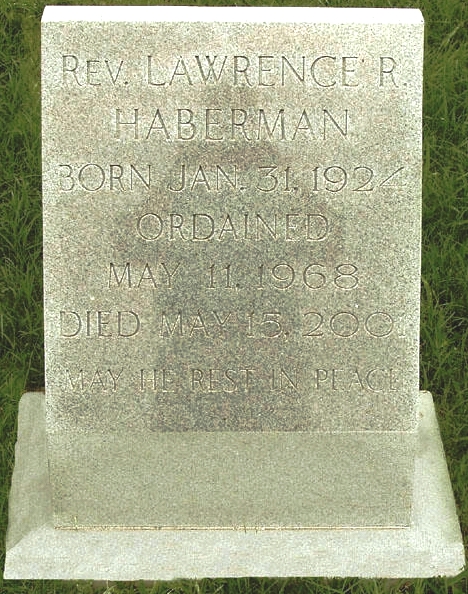 REV. LAWRENCE R.
HABERMAN
BORN JAN. 31, 1924
ORDAINED
MAY 11, 1968
DIED MAY 15, 2001
MAY HE REST IN PEACE